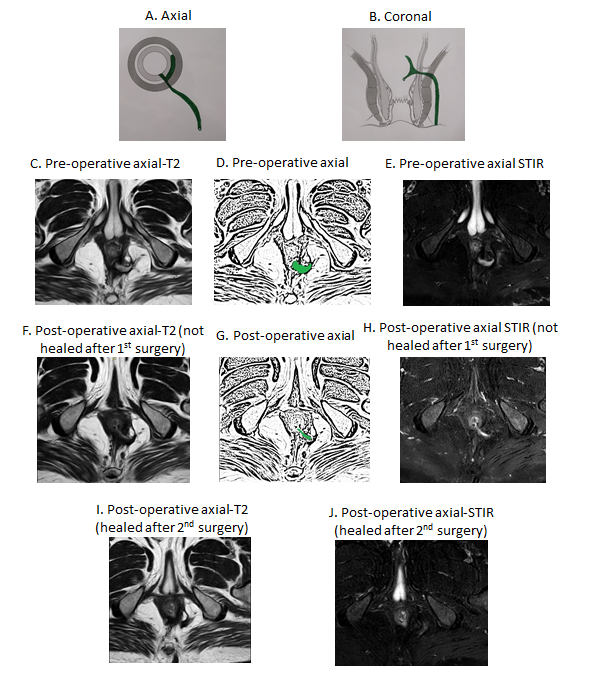 A. Axial
B. Coronal
C. Pre-operative axial-T2
D. Pre-operative axial
E. Pre-operative axial STIR
F. Post-operative axial-T2 (not
healed after 1st surgery)
G. Post-operative axial
H. Post-operative axial STIR (not
healed after 1st surgery)
I. Post-operative axial-T2
(healed after 2nd surgery)
J. Post-operative axial-STIR
(healed after 2nd surgery)